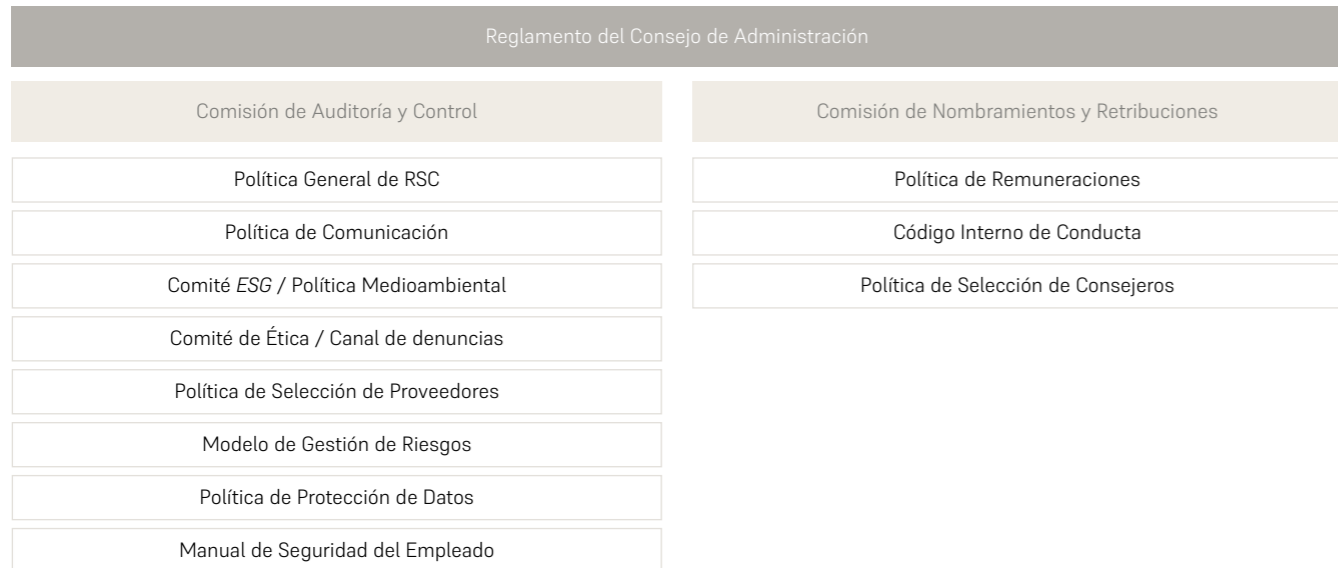 Reglamento del Consejo de Administración
Comisión de Auditoría y Control
Política General de RSC
Política de Comunicación
Comité ESG / Política Medioambiental
Comité de Ética / Canal de denuncias
Política de Selección de Proveedores
Modelo de Gestión de Riesgos
Política de Protección de Datos
Manual de Seguridad del Empleado
Comisión de Nombramientos y Retribuciones
Política de Remuneraciones
Código Interno de Conducta
Política de Selección de Consejeros